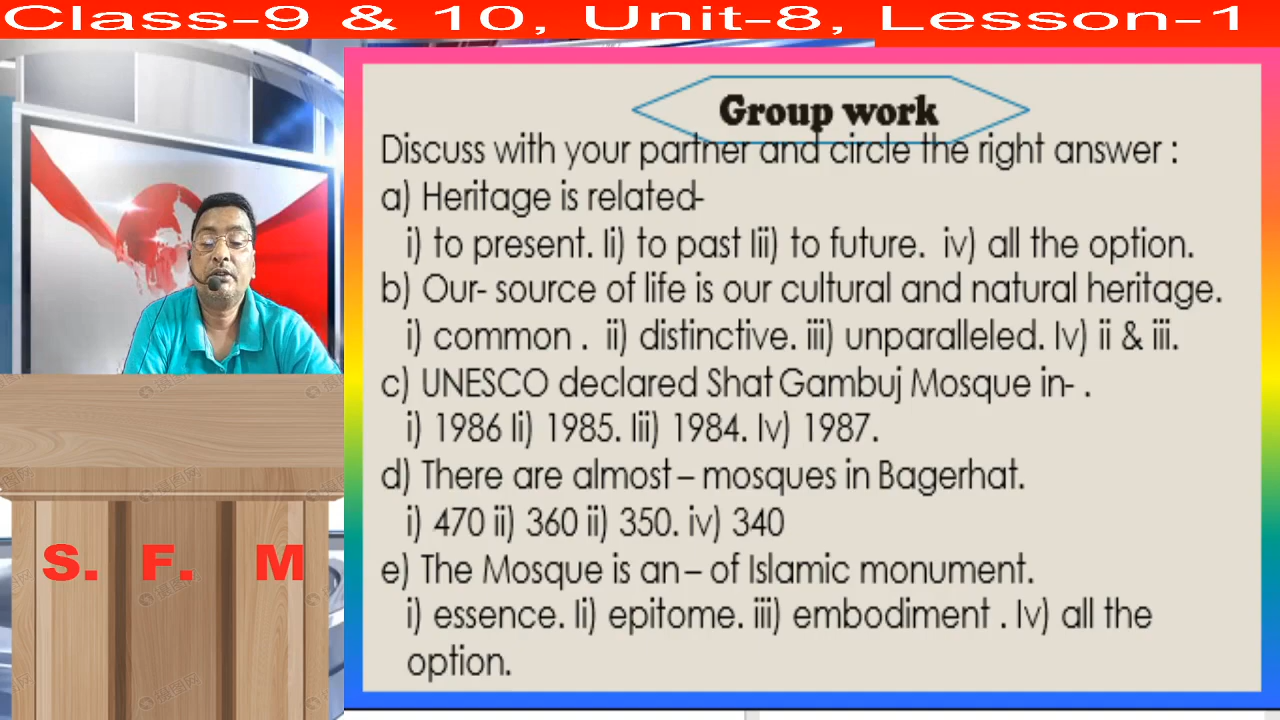 Class-9 & 10, Unit-8, Lesson-1
Group work
Discuss with your partner and circle the right answer :
a) Heritage is related-
i) to present. Ii) to past Iii) to future. iv) all the option.
b) Our- source of life is our cultural and natural heritage.
i) common . ii) distinctive. iii) unparalleled. Iv) ii & iii.
c) UNESCO declared Shat Gambuj Mosque in- .
i) 1986 Ii) 1985. Iii) 1984. Iv) 1987.
d) There are almost – mosques in Bagerhat.
i) 470 ii) 360 ii) 350. iv) 340
e) The Mosque is an – of Islamic monument.
i) essence. Ii) epitome. iii) embodiment . Iv) all the
option.
S. F. M